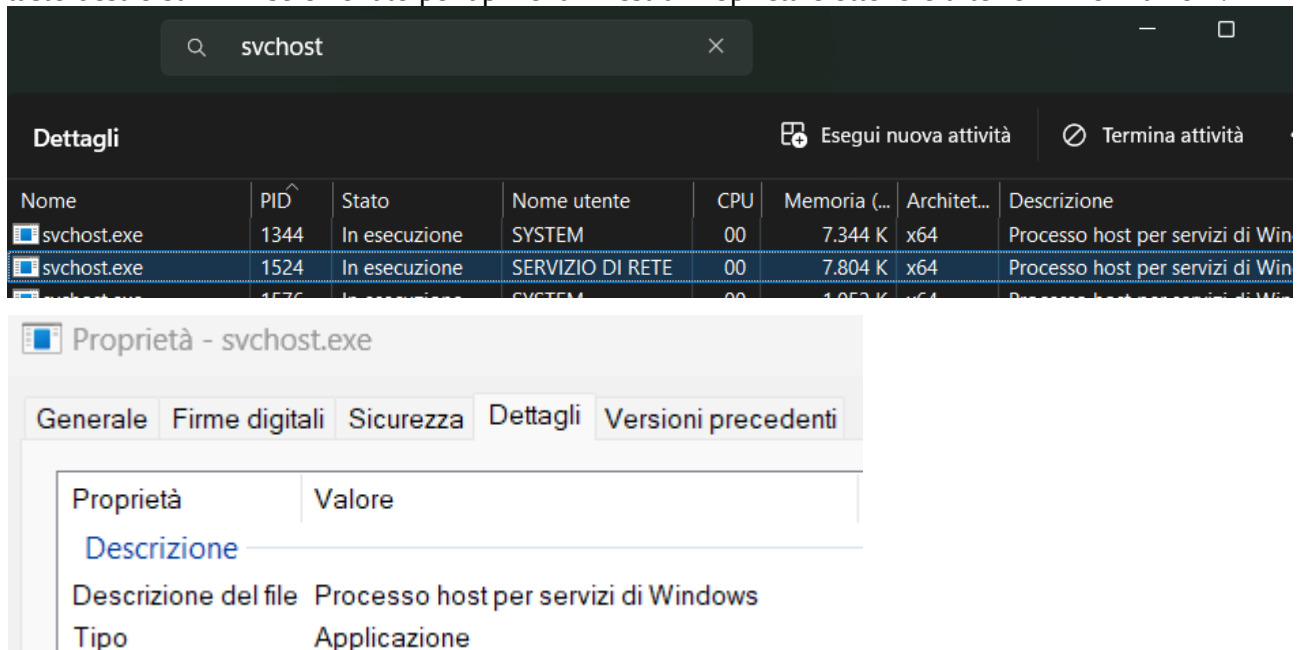 svchost
Dettagli
Esegui nuova attività
Termina attività
Nome PID Stato Nome utente CPU Memoria (... Architet... Descrizione
svchost.exe 1344 In esecuzione SYSTEM 00 7.344 K x64 Processo host per servizi di Win
svchost.exe 1524 In esecuzione SERVIZIO DI RETE 00 7.804 K x64 Processo host per servizi di Win
Proprietà - svchost.exe
Generale Firme digitali Sicurezza Dettagli Versioni precedenti
Proprietà Valore
Descrizione
Descrizione del file Processo host per servizi di Windows
Tipo Applicazione